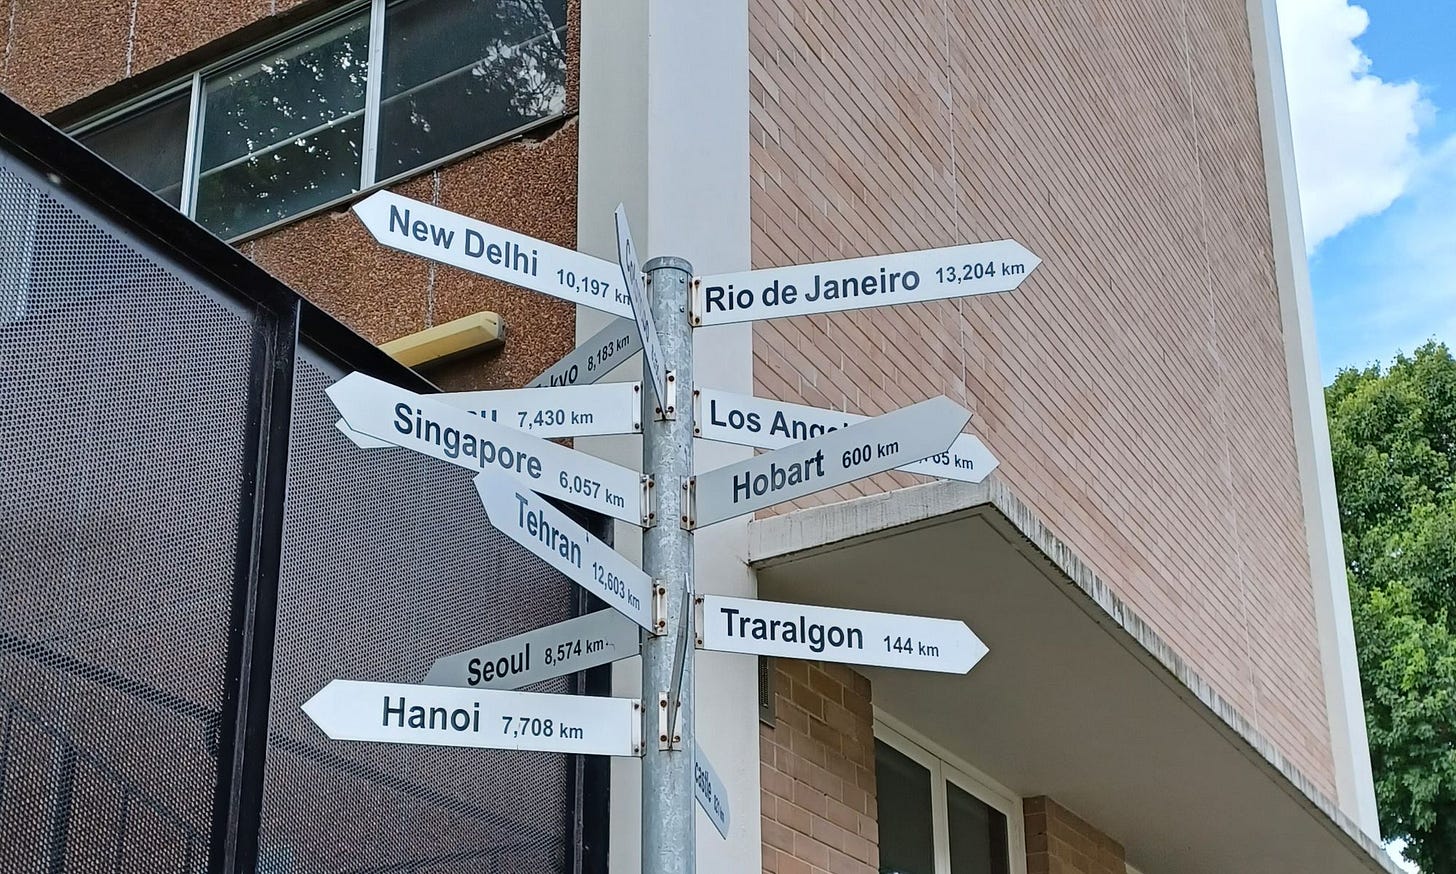 New Delhi 10,197 km
Rio de Janeiro 13,204 km
8,183 km
7,430 km
Los
Singapore 6,057 km
Hobart 600 km
km
Tehran 12,603 km
Traralgon 144 km
Seoul 8,574 km
Hanoi 7,708 km